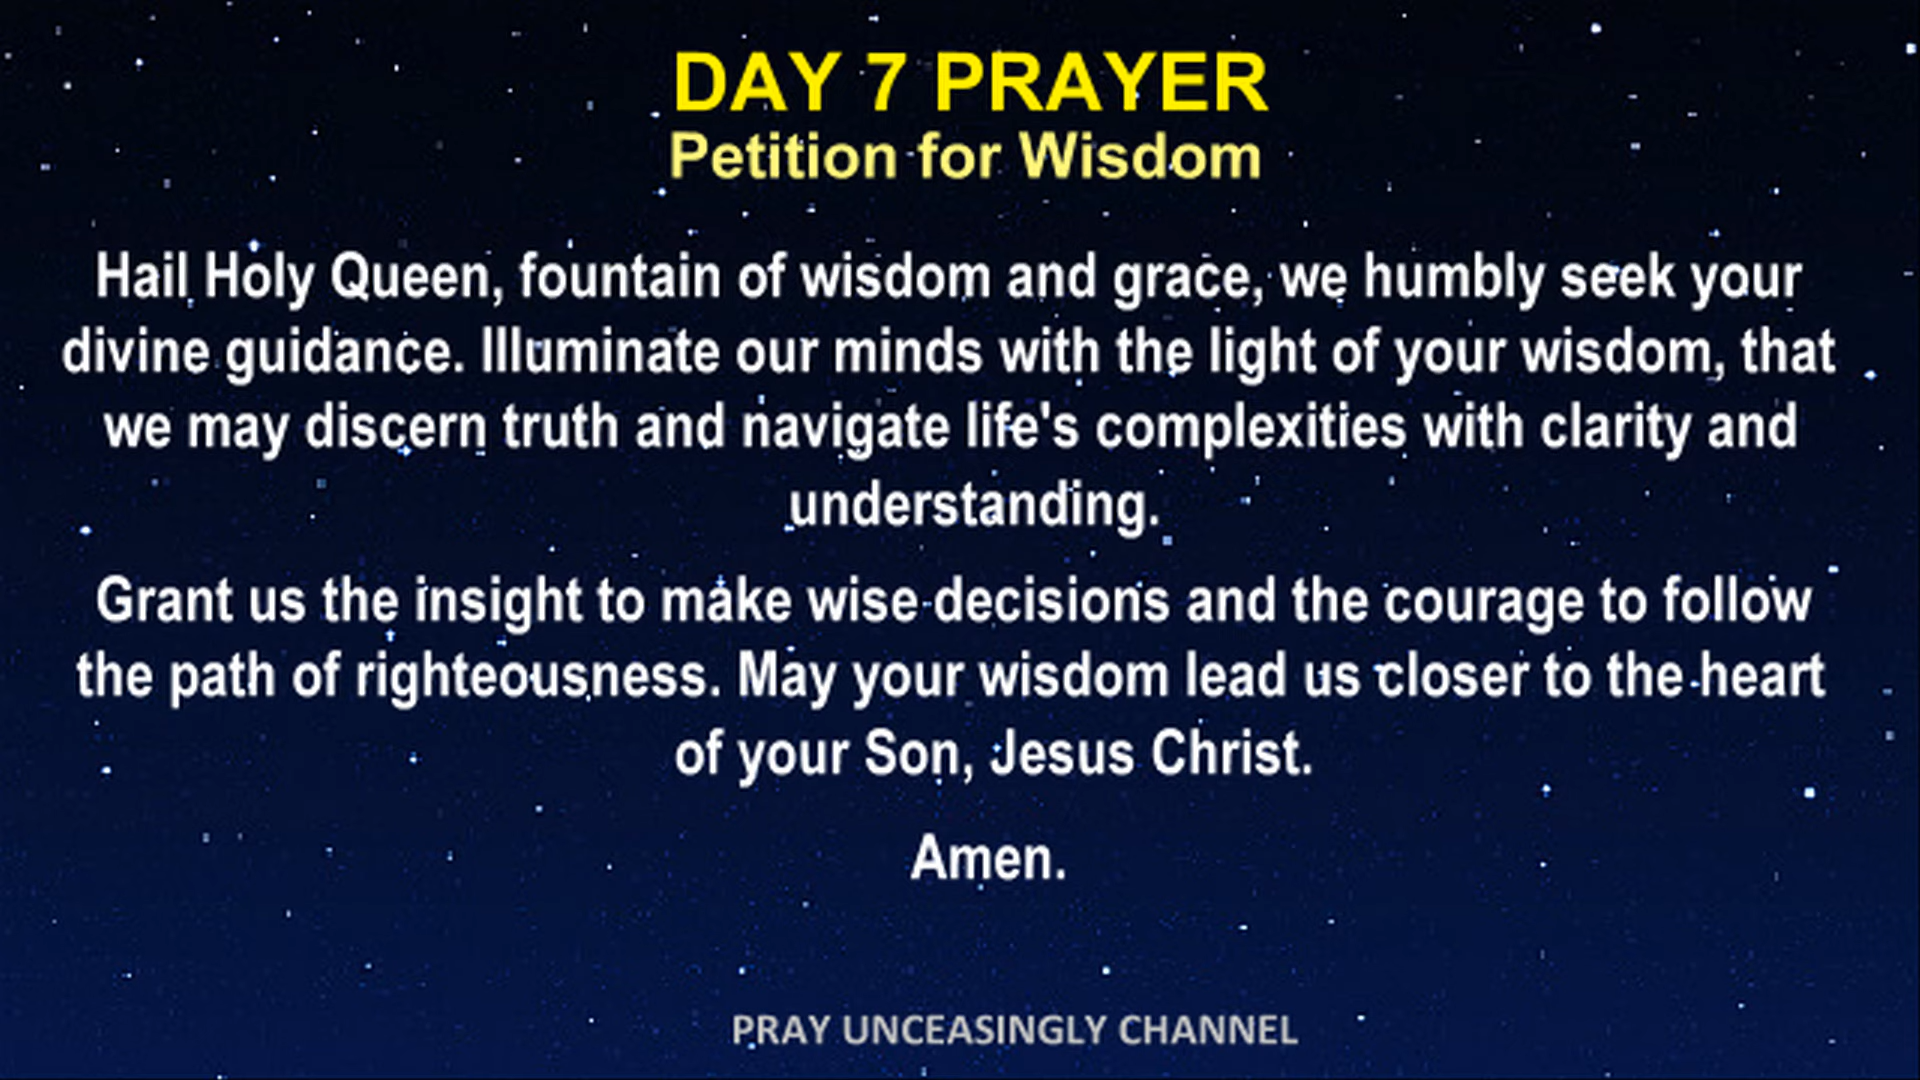 DAY 7 PRAYER
Petition for Wisdom
Hail Holy Queen, fountain of wisdom and grace, we humbly seek your
divine guidance. Illuminate our minds with the light of your wisdom, that
we may discern truth and navigate life's complexities with clarity and
understanding.
Grant us the insight to make wise decisions and the courage to follow
the path of righteousness. May your wisdom lead us closer to the heart
of your Son, Jesus Christ.
Amen.
PRAY UNCEASINGLY CHANNEL